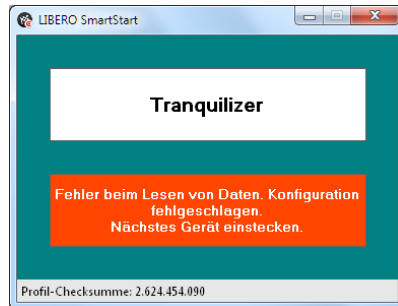 LIBERO SmartStart
Tranquilizer
Fehler beim Lesen von Daten. Konfiguration
fehlgeschlagen.
Nächstes Gerät einstecken.
Profil-Checksumme: 2.624.454.090